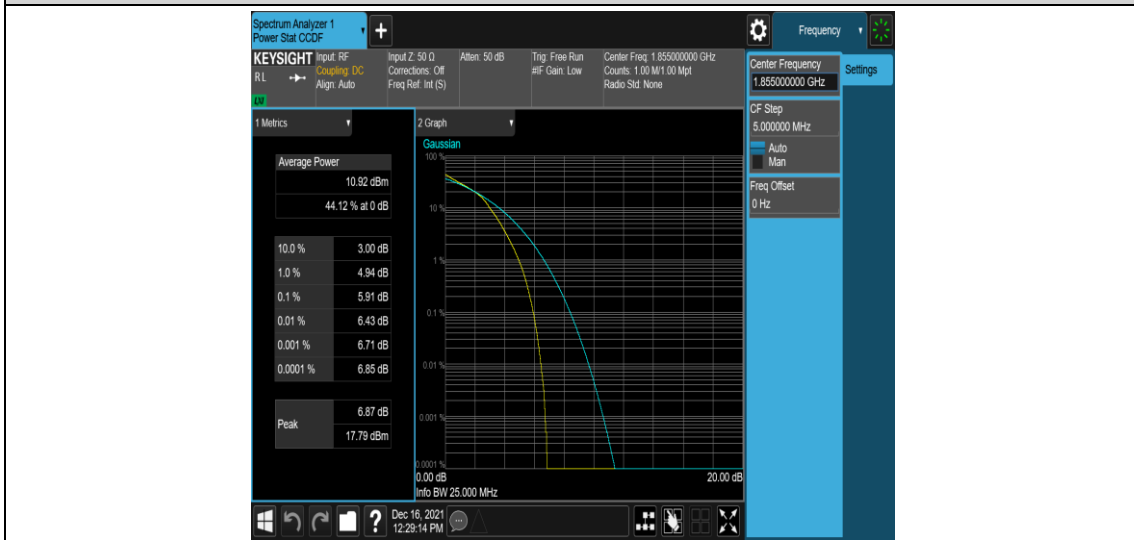 Spectrum Analyzer 1
Power Stat CCDF
+
Frequency
KEYSIGHT
RL
LXI
Input: RF
Coupling: DC
Align: Auto
Input Z: 50 Ω
Corrections: Off
Freq Ref: Int (S)
Atten: 50 dB
Trig: Free Run
#IF Gain: Low
Center Freq: 1.855000000 GHz
Counts: 1.00 M/1.00 Mpt
Radio Std: None
Center Frequency
1.855000000 GHz
Settings
CF Step
5.000000 MHz
Auto
Man
Freq Offset
0 Hz
1 Metrics
Average Power
10.92 dBm
44.12 % at 0 dB
10.0 % 3.00 dB
1.0 % 4.94 dB
0.1 % 5.91 dB
0.01 % 6.43 dB
0.001 % 6.71 dB
0.0001 % 6.85 dB
Peak
6.87 dB
17.79 dBm
2 Graph
Gaussian
100 %
10 %
1 %
0.1 %
0.01 %
0.001 %
0.0001 %
0.00 dB 20.00 dB
Info BW 25.000 MHz
?
Dec 16, 2021
12:29:14 PM